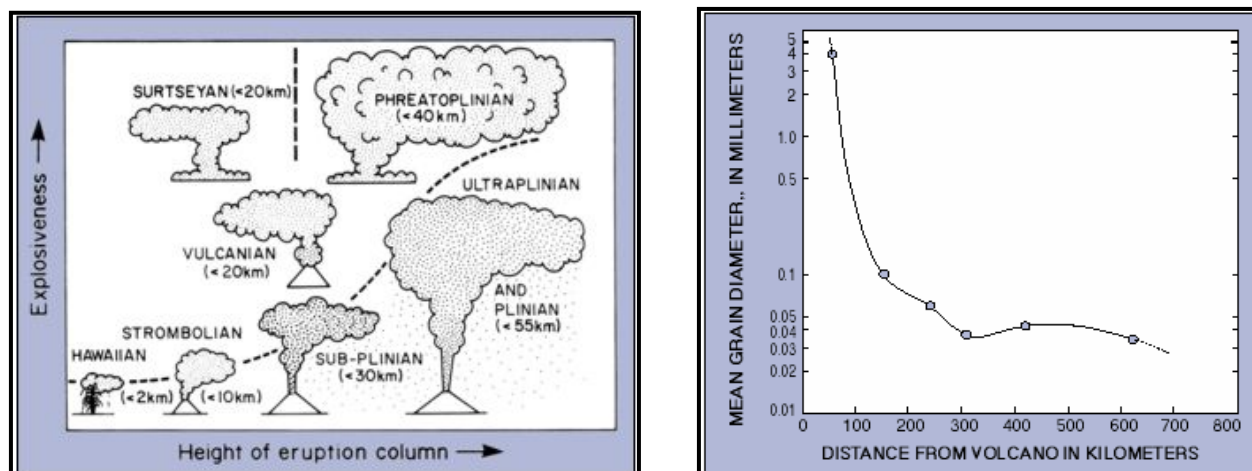 SURTSEYAN (<20km)
PHREATOPLINIAN
(<40km)
ULTRAPLINIAN
VULCANIAN
(<20km)
AND
PLINIAN
(<55km)
STROMBOLIAN
HAWAIIAN
SUB-PLINIAN
(<30km)
(<2km)
(<10km)
Explosiveness
Height of eruption column
MEAN GRAIN DIAMETER,, IN MILLIMETERS
5
4
3
2
1.0
0.5
0.1
0.05
0.04
0.03
0.02
0.01
0 100 200 300 400 500 600 700 800
DISTANCE FROM VOLCANO IN KILOMETERS